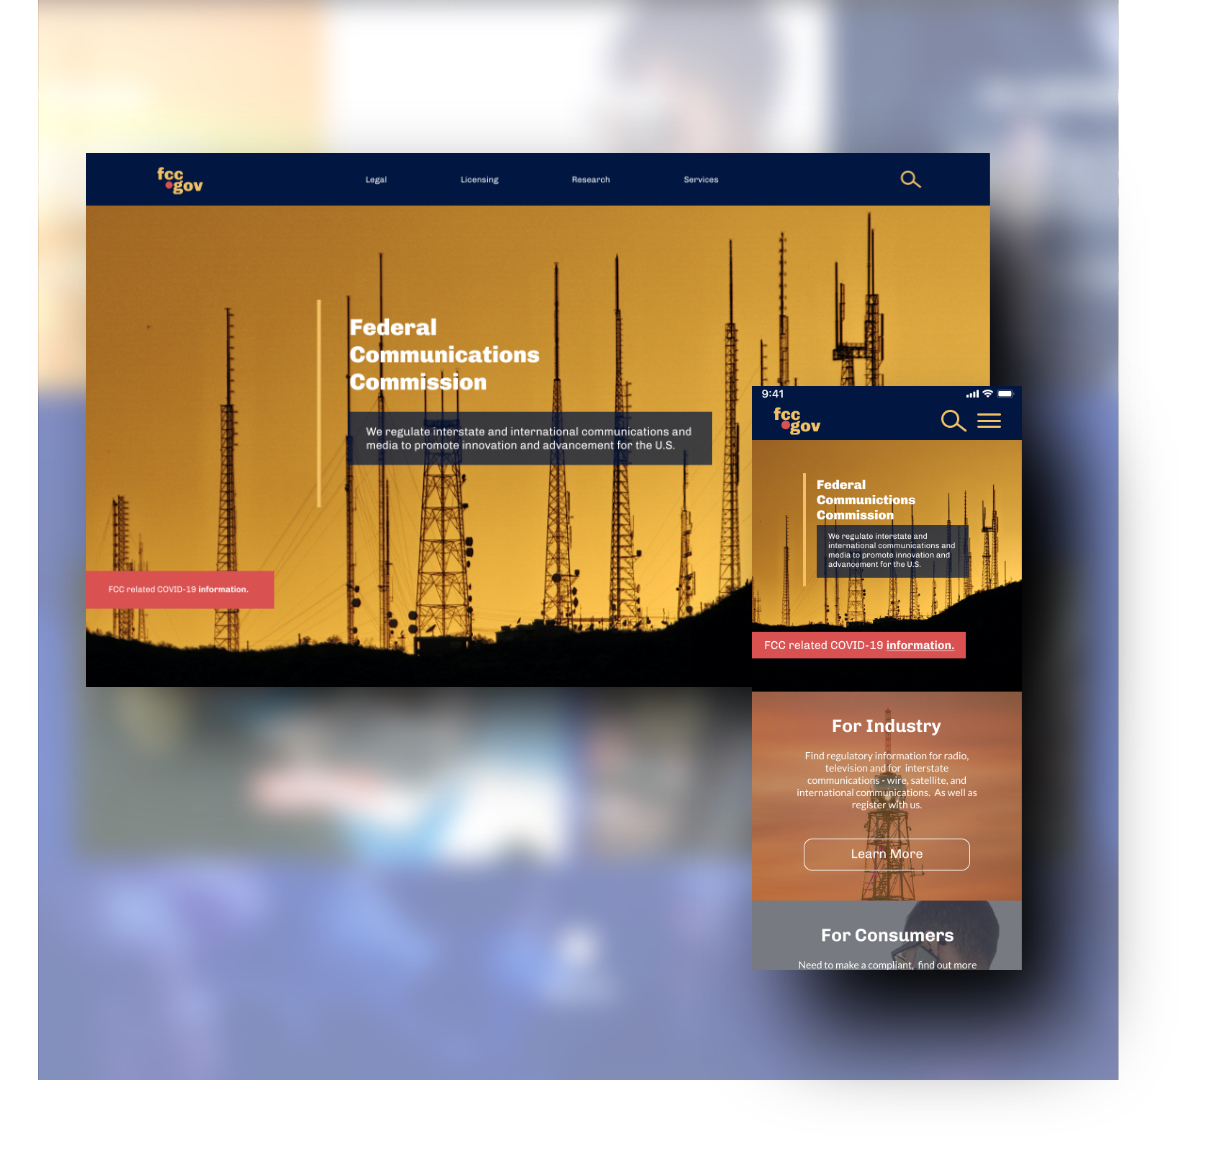 fcc
gov
Legal Licensing Research Services
Federal
Communications
Commission
We regulate interstate and international communications and
media to promote innovation and advancement for the U.S.
FCC related COVID-19 information.
9:41
fcc
gov
Federal
Communictions
Commission
We regulate interstate and
international communications and
media to promote innovation and
advancement for the U.S.
FCC related COVID-19 information.
For Industry
Find regulatory information for radio,
television and for interstate
communications - wire, satellite, and
international communications. As well as
register with us.
Learn More
For Consumers
Need to make a compliant, find out more